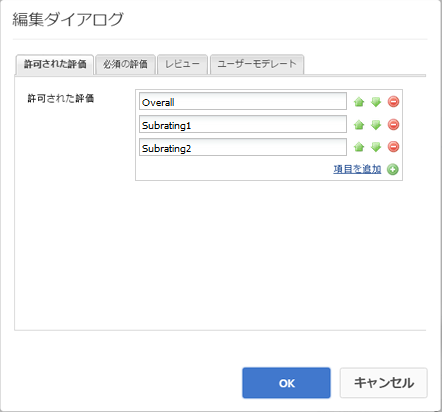 編集ダイアログ
許可された評価 必須の評価 レビュー ユーザーモデレート
許可された評価
Overall
Subrating1
Subrating2
項目を追加
OK キャンセル